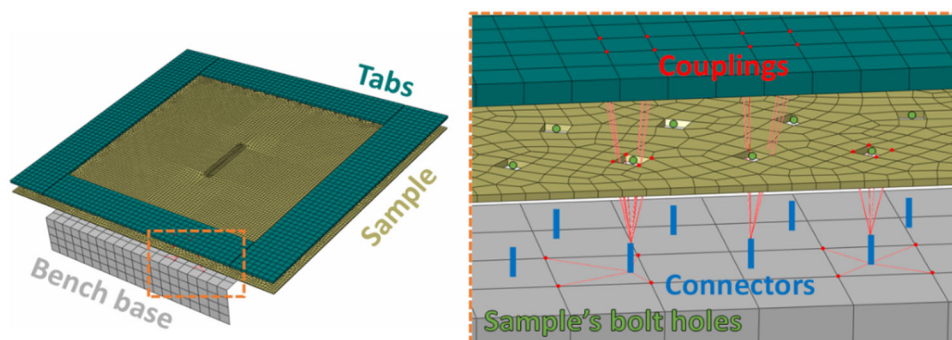 Tabs
Sample
Bench base
Couplings
Connectors
Sample's bolt holes